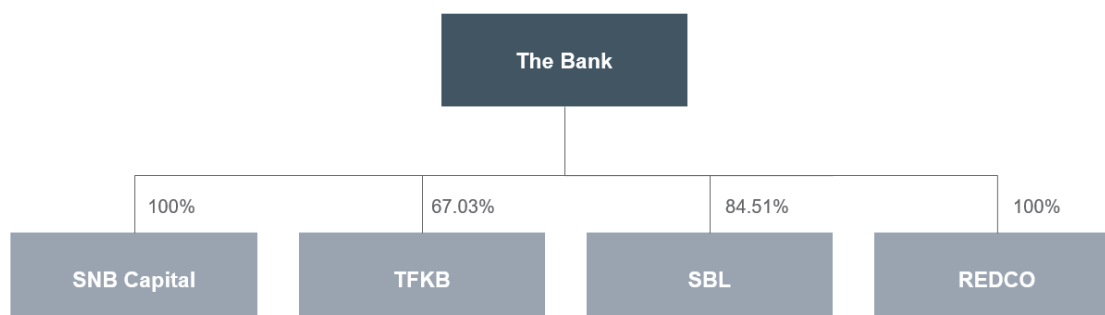 The Bank
100%
67.03%
84.51%
100%
SNB Capital
TFKB
SBL
REDCO